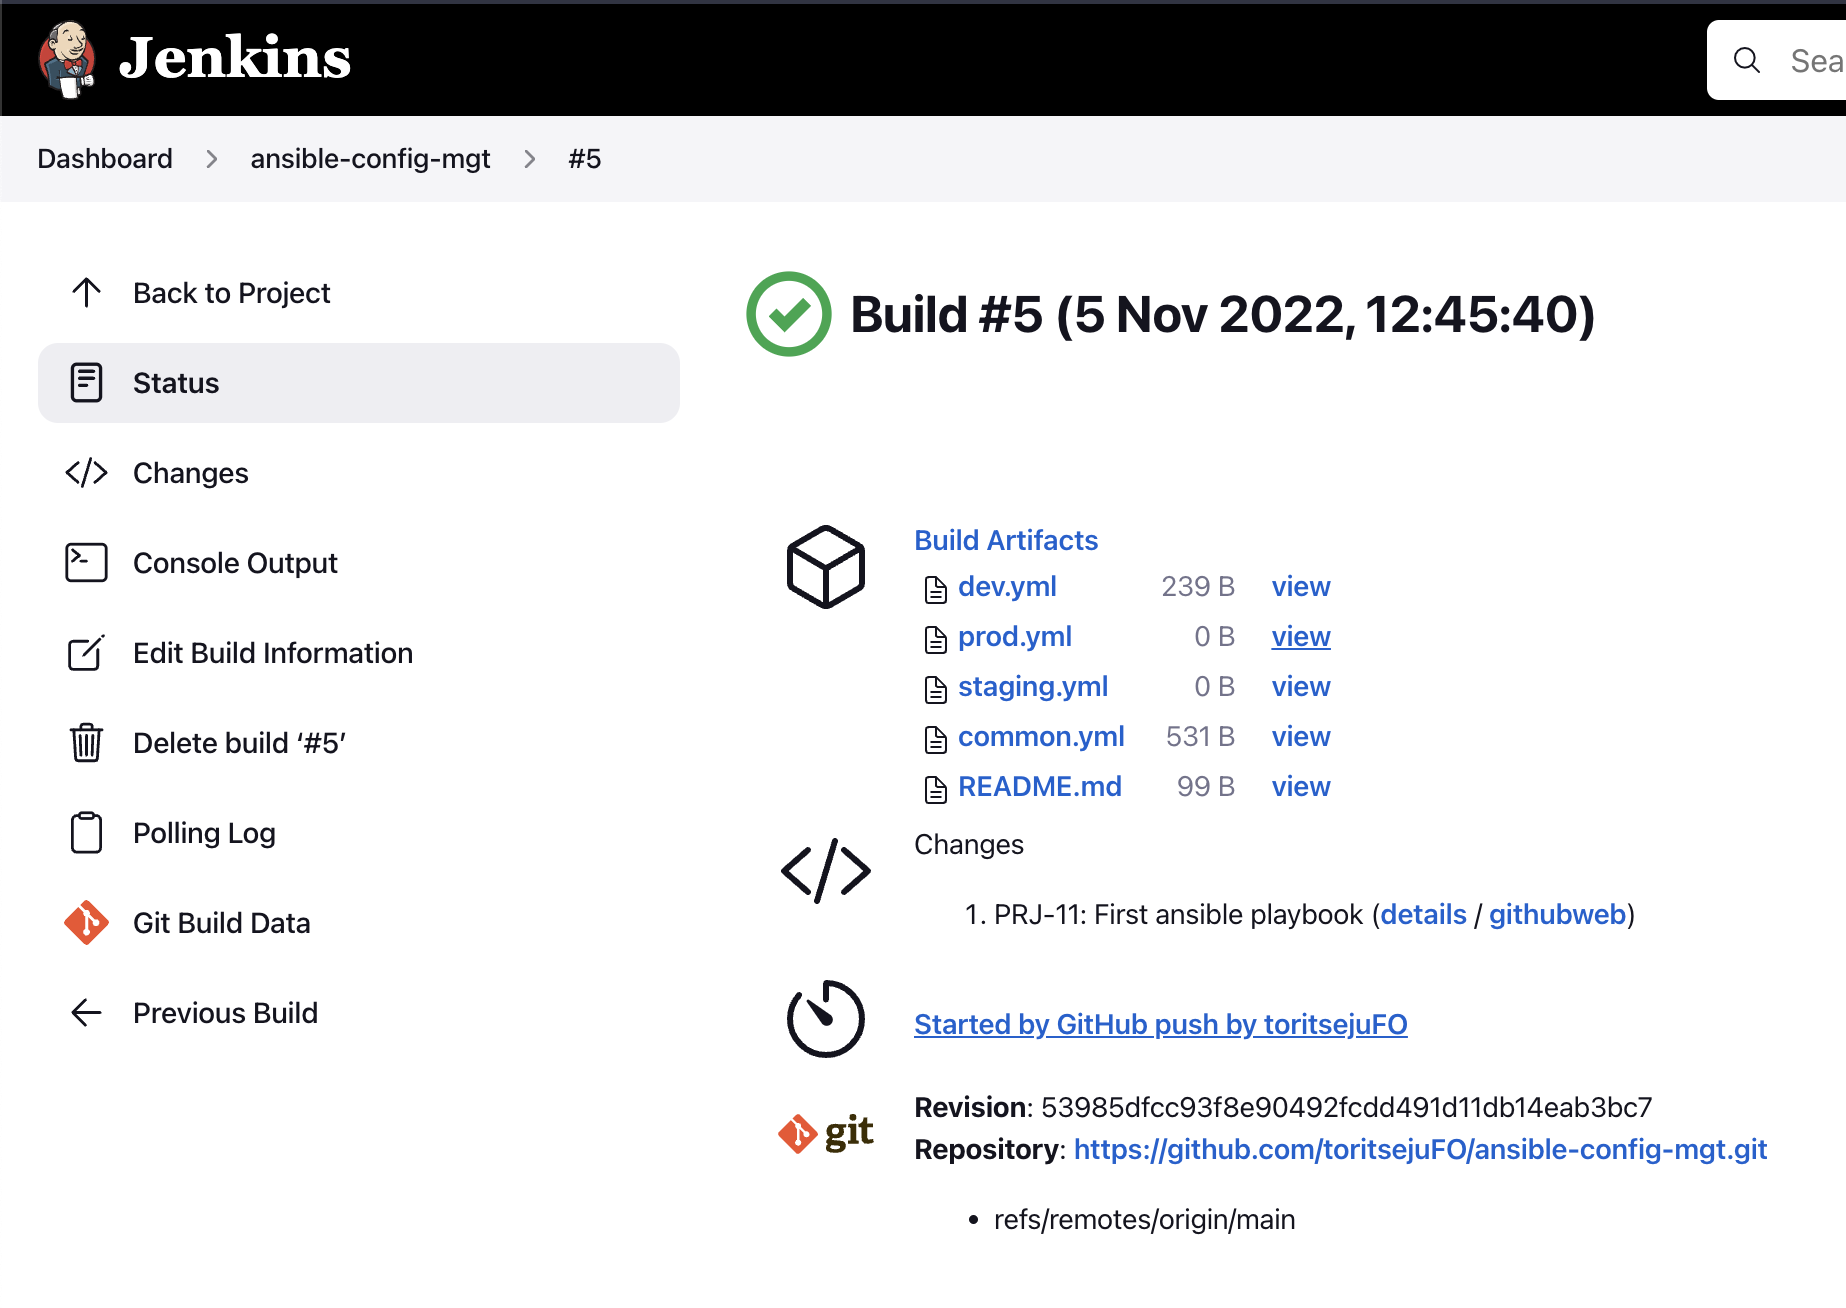 Jenkins
Sea
Dashboard > ansible-config-mgt > #5
Back to Project
Status
Changes
Console Output
Edit Build Information
Delete build ‘#5’
Polling Log
Git Build Data
Previous Build
Build #5 (5 Nov 2022, 12:45:40)
Build Artifacts
dev.yml 239 B view
prod.yml 0 B view
staging.yml 0 B view
common.yml 531 B view
README.md 99 B view
Changes
1. PRJ-11: First ansible playbook (details / githubweb)
Started by GitHub push by toritsejuFO
git
Revision: 53985dfcc93f8e90492fcdd491d11db14eab3bc7
Repository: https://github.com/toritsejuFO/ansible-config-mgt.git
• refs/remotes/origin/main